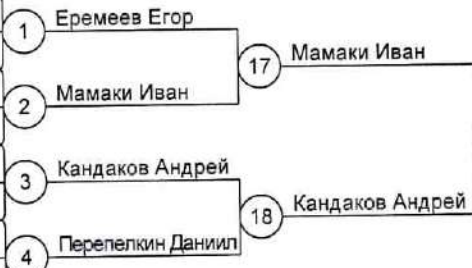 1 Еремеев Егор
17 Мамаки Иван
2 Мамаки Иван
3 Кандаков Андрей
18 Кандаков Андрей
4 Перепелкин Даниил